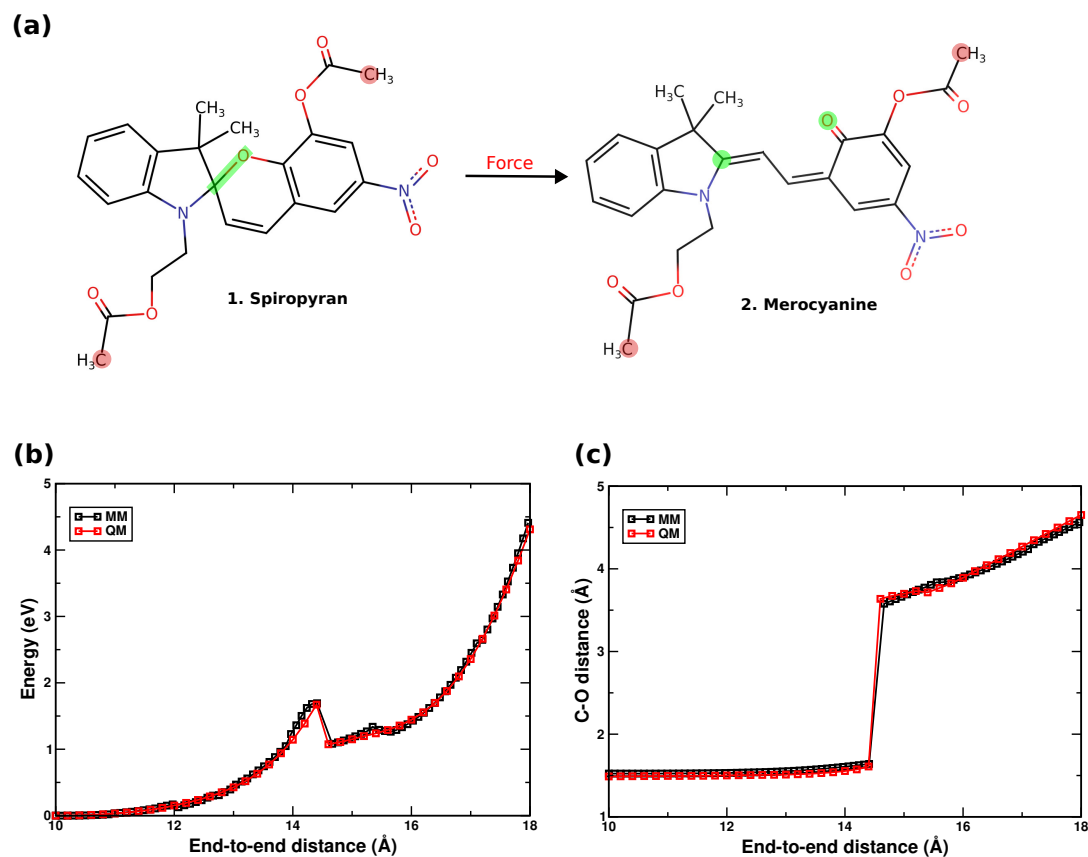 (a)
O
CH₃
O
CH₃
CH₃
O
N
N
O
O
O
O
H₃C
1. Spiropyran
Force
CH₃
O
O
O
H₃C
CH₃
N
N
O
O
O
O
H₃C
2. Merocyanine
(b)
MM
QM
5
4
3
2
1
0
10
12
14
16
18
Energy (eV)
End-to-end distance (Å)
(c)
MM
QM
5
4
3
2
1
10
12
14
16
18
C-O distance (Å)
End-to-end distance (Å)